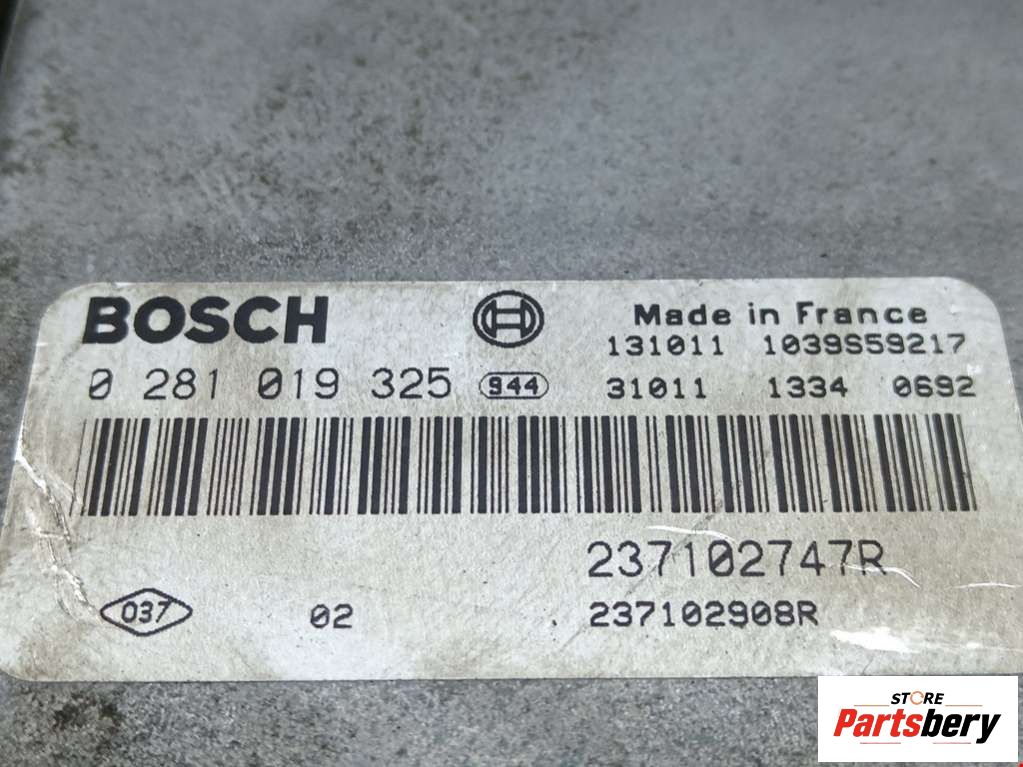 BOSCH
Made in France
131011 1039S59217
0 281 019 325 944 31011 1334 0692
237102747R
037 02 237102908R
STORE
Partsbery